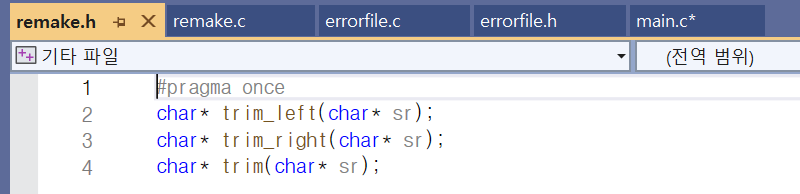 remake.h remake.c errorfile.c errorfile.h main.c*
기타 파일 (전역 범위)
1 #pragma once
2 char* trim_left(char* sr);
3 char* trim_right(char* sr);
4 char* trim(char* sr);